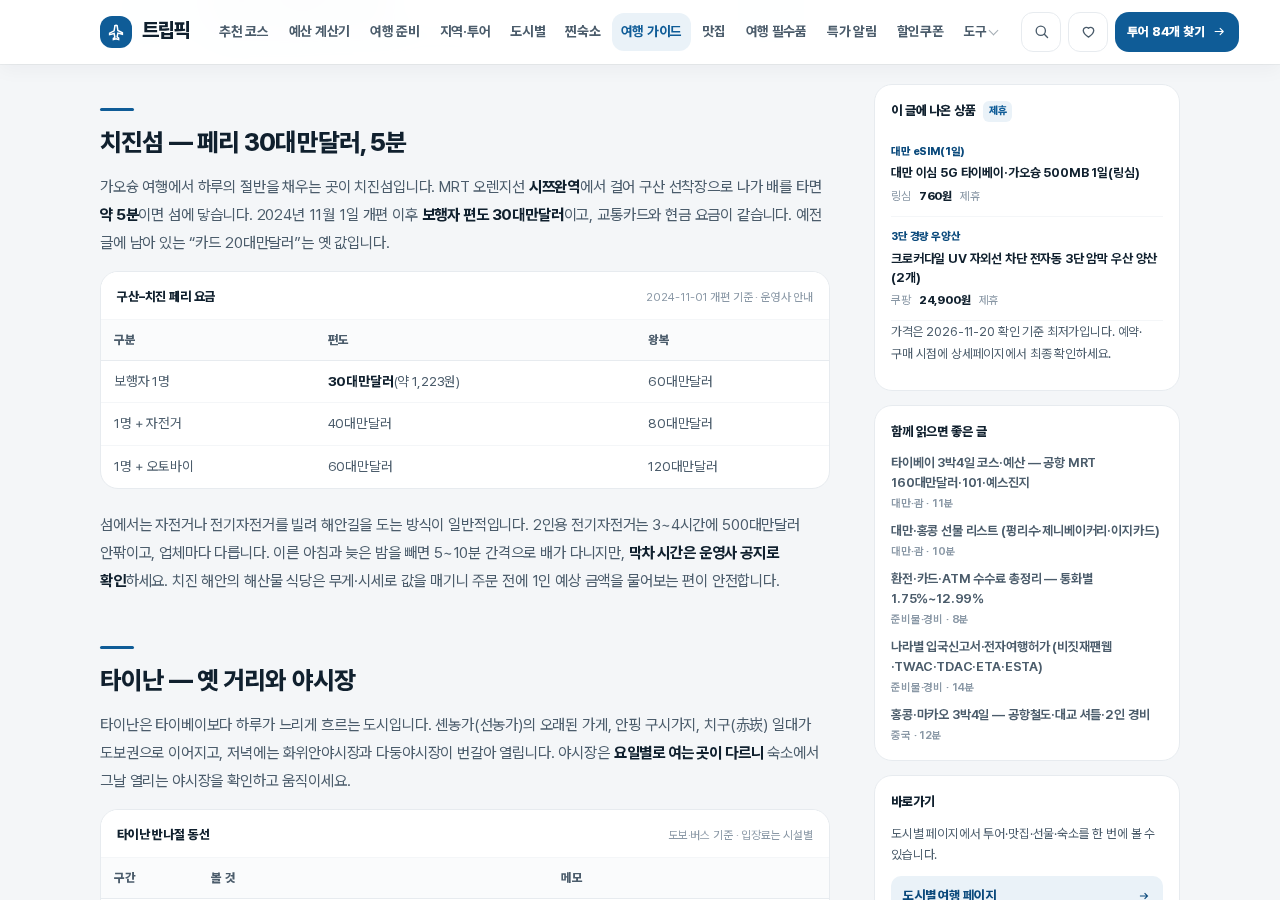 트립픽
추천 코스
예산 계산기
여행 준비
지역·투어
도시별
찐숙소
여행 가이드
맛집
여행 필수품
특가 알림
할인쿠폰
도구
투어 84개 찾기 →
치진섬 — 페리 30대만달러, 5분
가오슝 여행에서 하루의 절반을 채우는 곳이 치진섬입니다. MRT 오렌지선 시쯔완역에서 걸어 구산 선착장으로 나가 배를 타면
약 5분이면 섬에 닿습니다. 2024년 11월 1일 개편 이후 보행자 편도 30대만달러이고, 교통카드와 현금 요금이 같습니다. 예전
글에 남아 있는 “카드 20대만달러”는 옛 값입니다.
구산–치진 페리 요금
2024-11-01 개편 기준 · 운영사 안내
구분 편도 왕복
보행자 1명 30대만달러(약 1,223원) 60대만달러
1명 + 자전거 40대만달러 80대만달러
1명 + 오토바이 60대만달러 120대만달러
섬에서는 자전거나 전기자전거를 빌려 해안길을 도는 방식이 일반적입니다. 2인용 전기자전거는 3~4시간에 500대만달러
안팎이고, 업체마다 다릅니다. 이른 아침과 늦은 밤을 빼면 5~10분 간격으로 배가 다니지만, 막차 시간은 운영사 공지로
확인하세요. 치진 해안의 해산물 식당은 무게·시세로 값을 매기니 주문 전에 1인 예상 금액을 물어보는 편이 안전합니다.
타이난 — 옛 거리와 야시장
타이난은 타이베이보다 하루가 느리게 흐르는 도시입니다. 션농가(선농가)의 오래된 가게, 안핑 구시가지, 치구(赤崁) 일대가
도보권으로 이어지고, 저녁에는 화위안야시장과 다둥야시장이 번갈아 열립니다. 야시장은 요일별로 여는 곳이 다르니 숙소에서
그날 열리는 야시장을 확인하고 움직이세요.
타이난 반나절 동선
도보·버스 기준 · 입장료는 시설별
구간 볼 것 메모
이 글에 나온 상품 제휴
대만 eSIM(1일)
대만 이심 5G 타이베이·가오슝 500MB 1일(링심)
링심 760원 제휴
3단 경량 우양산
크로커다일 UV 자외선 차단 전자동 3단 암막 우산 양산
(2개)
쿠팡 24,900원 제휴
가격은 2026-11-20 확인 기준 최저가입니다. 예약·
구매 시점에 상세페이지에서 최종 확인하세요.
함께 읽으면 좋은 글
타이베이 3박4일 코스·예산 — 공항 MRT
160대만달러·101·예스진지
대만·괌 · 11분
대만·홍콩 선물 리스트 (펑리수·제니베이커리·이지카드)
대만·괌 · 10분
환전·카드·ATM 수수료 총정리 — 통화별
1.75%~12.99%
준비물·경비 · 8분
나라별 입국신고서·전자여행허가 (비짓재팬웹
·TWAC·TDAC·ETA·ESTA)
준비물·경비 · 14분
홍콩·마카오 3박4일 — 공항철도·대교 셔틀·2인 경비
중국 · 12분
바로가기
도시별 페이지에서 투어·맛집·선물·숙소를 한 번에 볼 수
있습니다.
도시별 여행 페이지 →